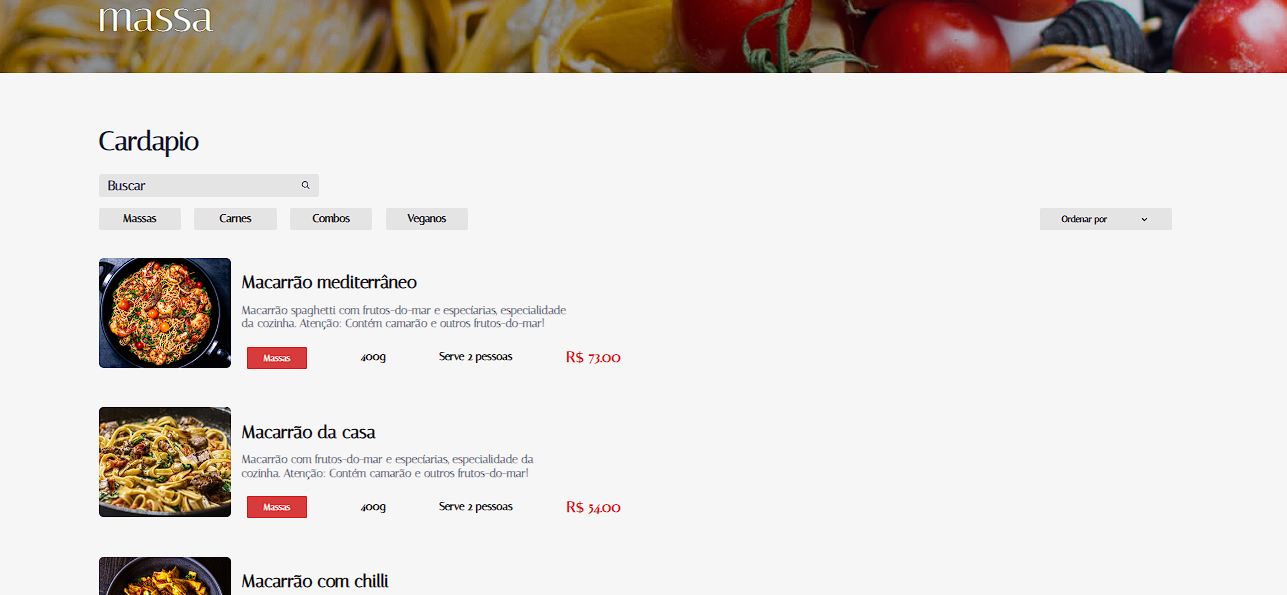 massa
Cardapio
Buscar
Massas Carnes Combos Veganos Ordenar por
Macarrão mediterrâneo
Macarrão spaghetti com frutos-do-mar e especíarias, especialidade
da cozinha. Atenção: Contém camarão e outros frutos-do-mar!
Massas 400g Serve 2 pessoas R$ 73.00
Macarrão da casa
Macarrão com frutos-do-mar e especíarias, especialidade da
cozinha. Atenção: Contém camarão e outros frutos-do-mar!
Massas 400g Serve 2 pessoas R$ 54.00
Macarrão com chilli